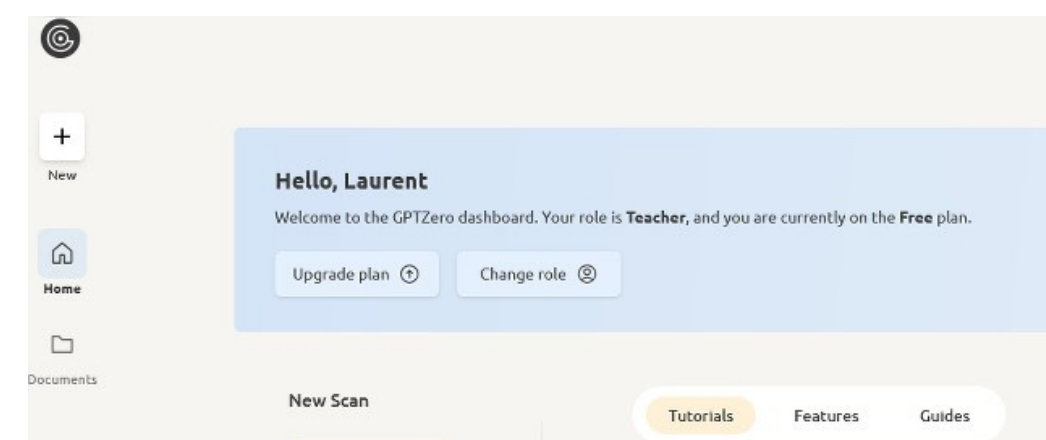 New
Home
Documents
Hello, Laurent
Welcome to the GPTZero dashboard. Your role is Teacher, and you are currently on the Free plan.
Upgrade plan
Change role
New Scan
Tutorials
Features
Guides